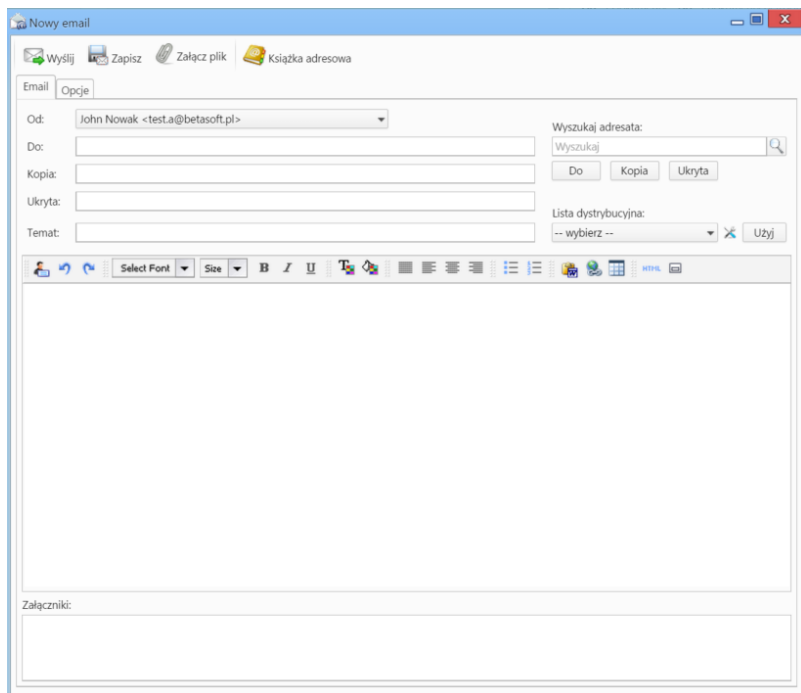 Nowy email
Wyślij Zapisz Załącz plik Książka adresowa
Email Opcje
Od: John Nowak <test.a@betasoft.pl>
Do:
Kopia:
Ukryta:
Temat:
Wyszukaj adresata:
Wyszukaj
Do Kopia Ukryta
Lista dystrybucyjna:
-- wybierz -- Użyj
Select Font Size B I U T HTML
Załączniki: